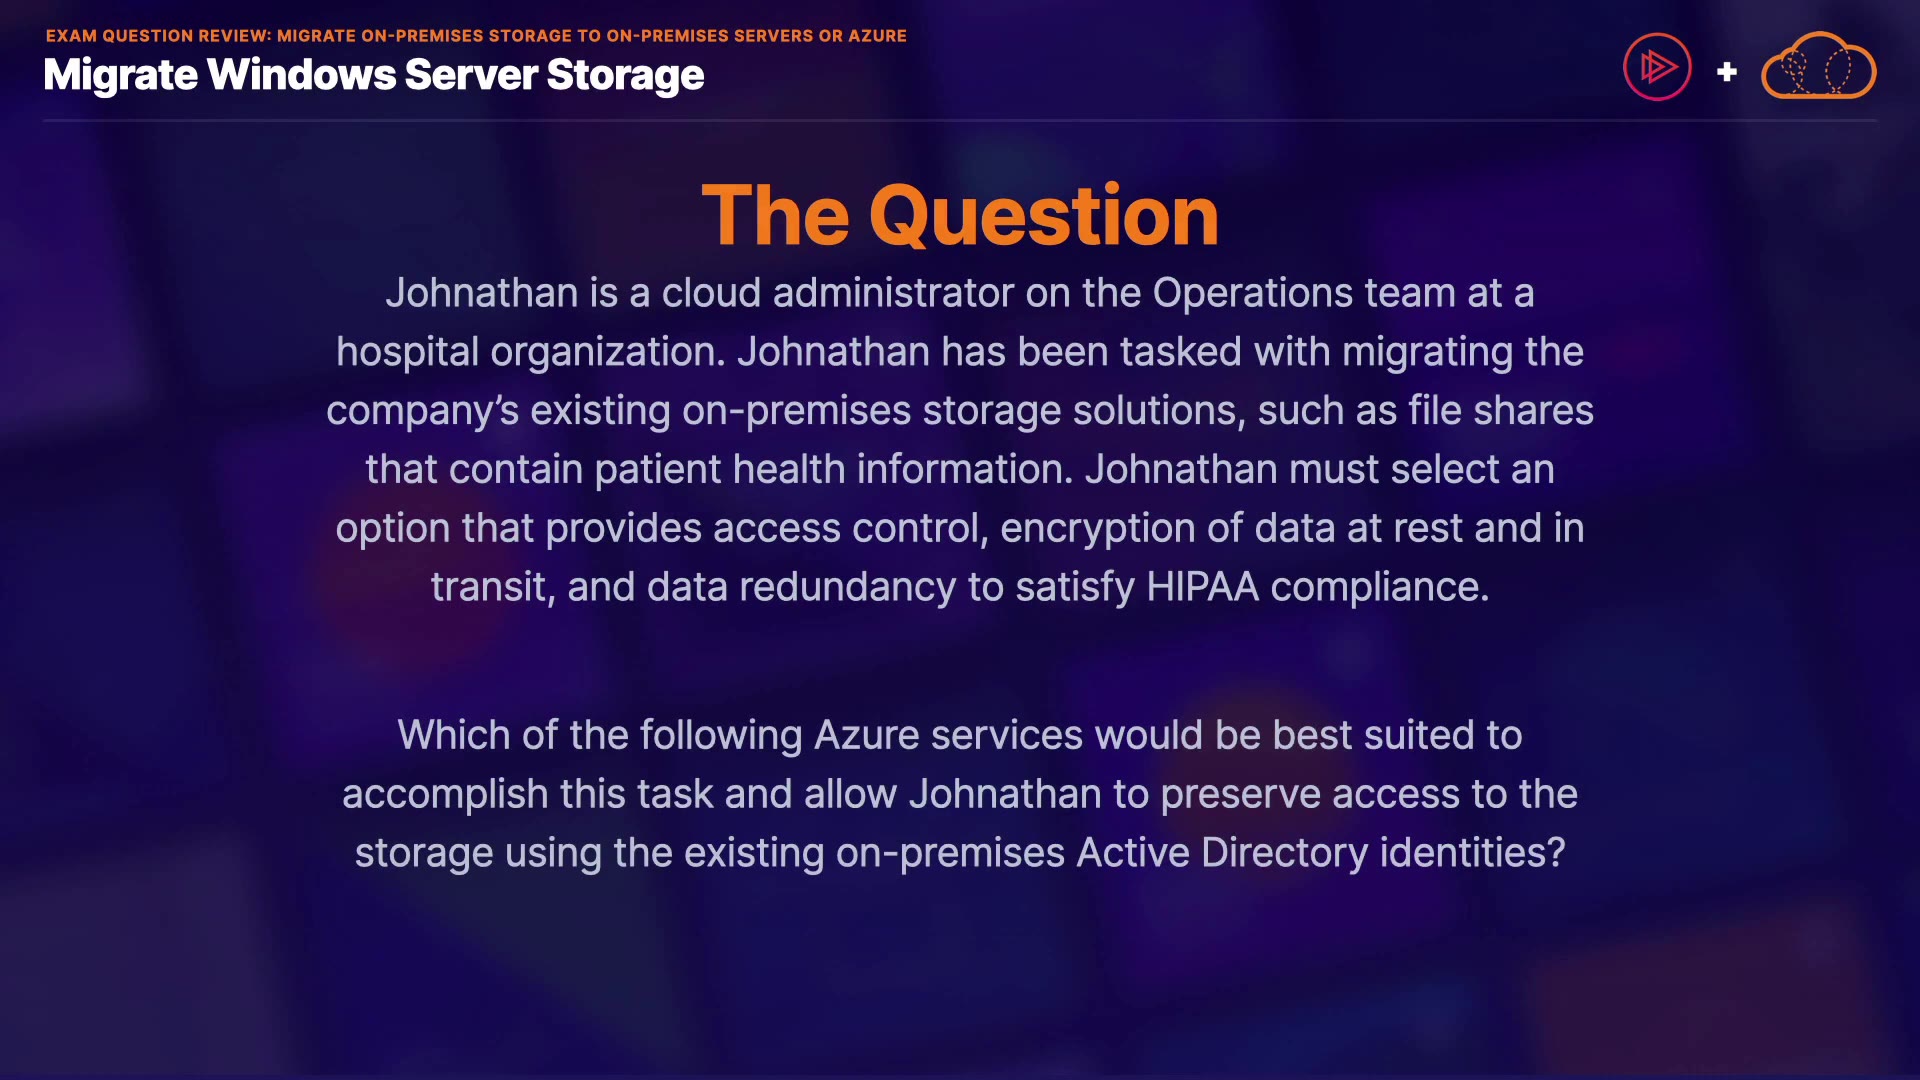 EXAM QUESTION REVIEW: MIGRATE ON-PREMISES STORAGE TO ON-PREMISES SERVERS OR AZURE
Migrate Windows Server Storage
+
The Question
Johnathan is a cloud administrator on the Operations team at a
hospital organization. Johnathan has been tasked with migrating the
company’s existing on-premises storage solutions, such as file shares
that contain patient health information. Johnathan must select an
option that provides access control, encryption of data at rest and in
transit, and data redundancy to satisfy HIPAA compliance.
Which of the following Azure services would be best suited to
accomplish this task and allow Johnathan to preserve access to the
storage using the existing on-premises Active Directory identities?